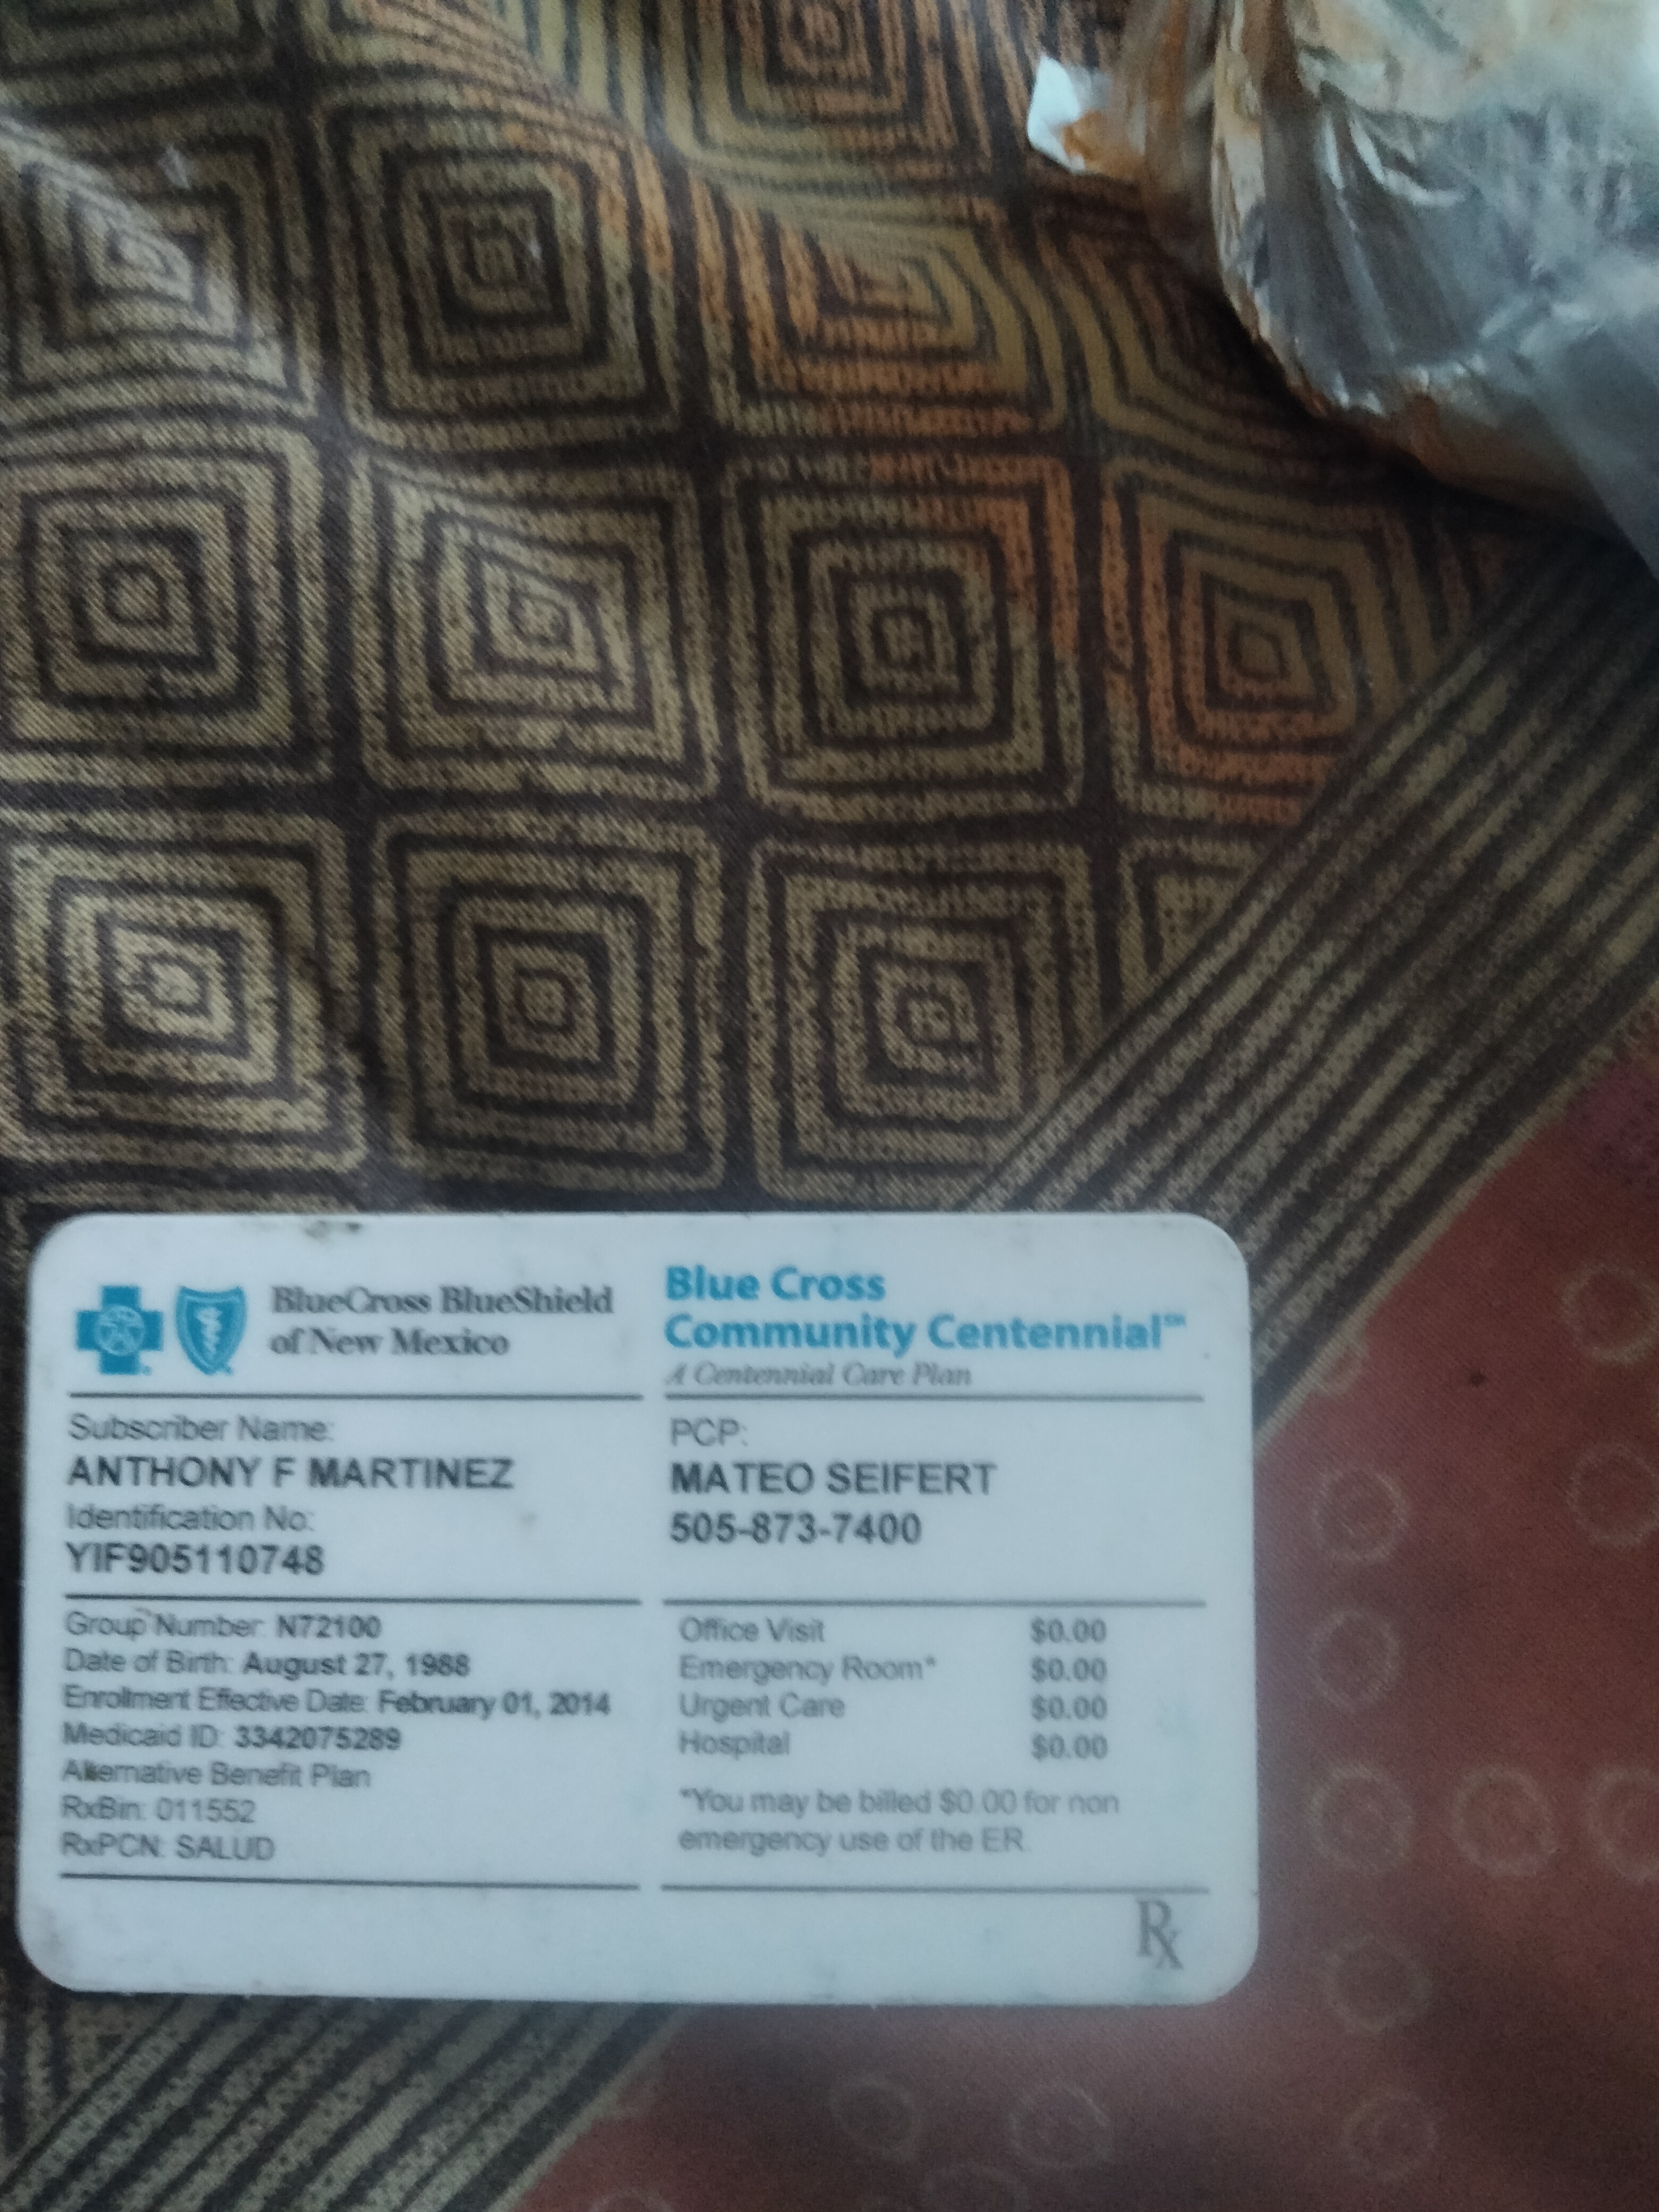 BlueCross BlueShield
of New Mexico
Subscriber Name:
ANTHONY F MARTINEZ
Identification No:
YIF905110748
Group Number: N72100
Date of Birth: August 27, 1988
Enrollment Effective Date: February 01, 2014
Medicaid ID: 3342075289
Alternative Benefit Plan
RxBin: 011552
RxPCN: SALUD
Blue Cross
Community Centennial℠
A Centennial Care Plan
PCP:
MATEO SEIFERT
505-873-7400
Office Visit $0.00
Emergency Room* $0.00
Urgent Care $0.00
Hospital $0.00
*You may be billed $0.00 for non
emergency use of the ER.
Rx